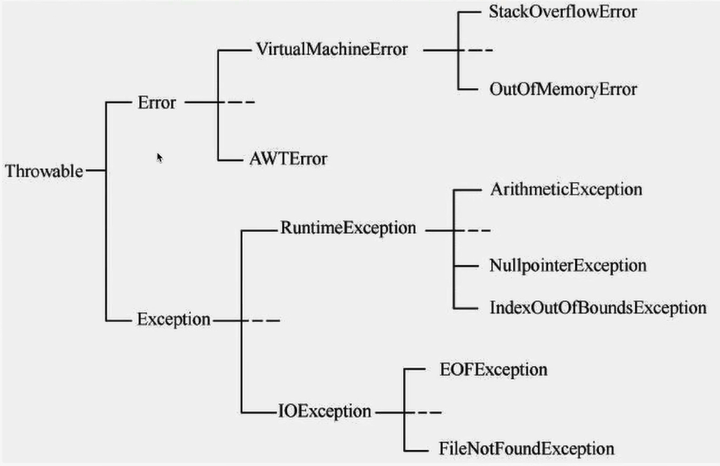 StackOverflowError
VirtualMachineError
OutOfMemoryError
Error
AWTError
Throwable
ArithmeticException
RuntimeException
NullpointerException
IndexOutOfBoundsException
Exception
EOFException
IOException
FileNotFoundException